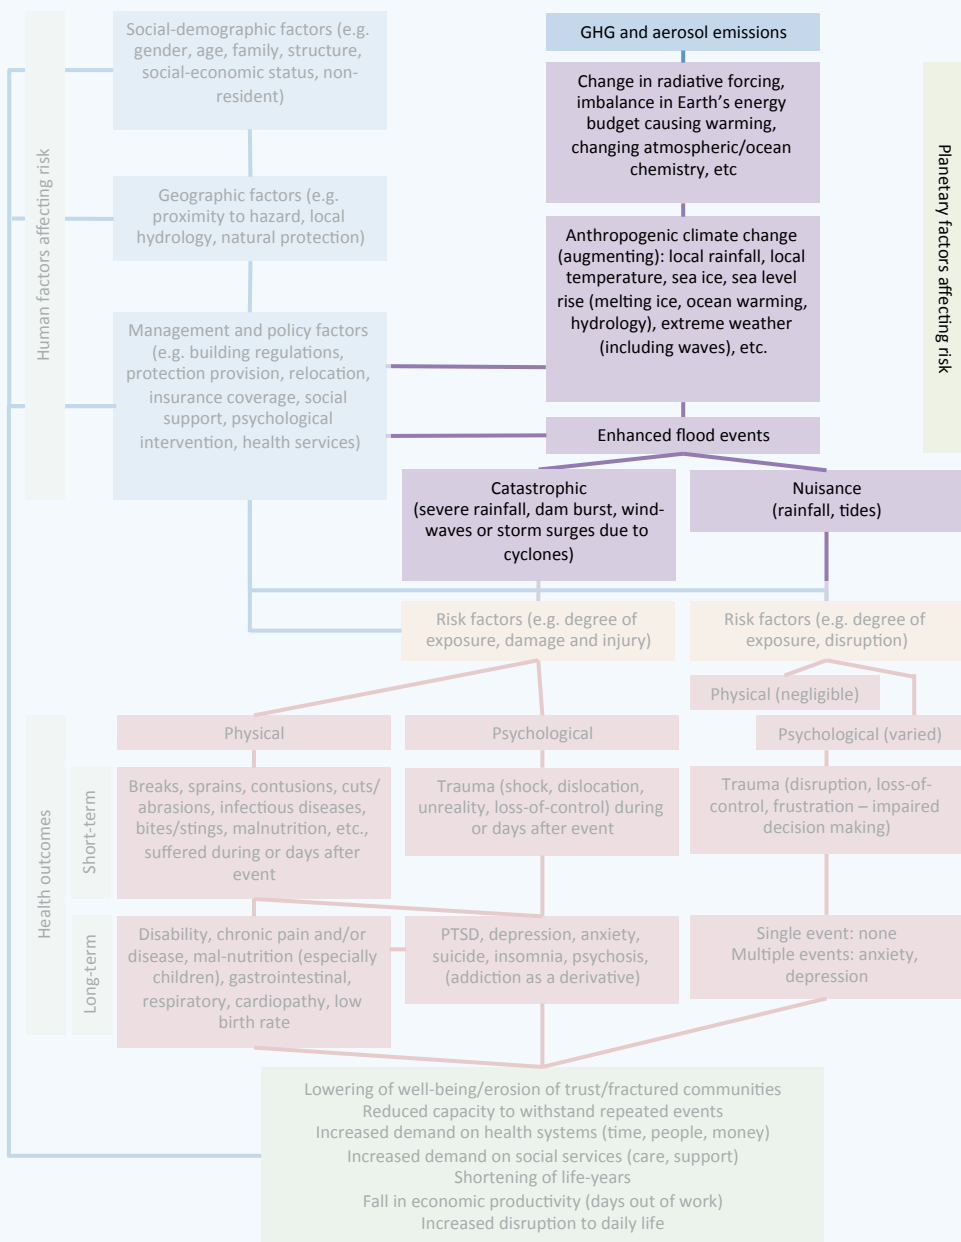 Human factors affecting risk
Social-demographic factors (e.g.
gender, age, family, structure,
social-economic status, non-
resident)
Geographic factors (e.g.
proximity to hazard, local
hydrology, natural protection)
Management and policy factors
(e.g. building regulations,
protection provision, relocation,
insurance coverage, social
support, psychological
intervention, health services)
GHG and aerosol emissions
Change in radiative forcing,
imbalance in Earth's energy
budget causing warming,
changing atmospheric/ocean
chemistry, etc
Anthropogenic climate change
(augmenting): local rainfall, local
temperature, sea ice, sea level
rise (melting ice, ocean warming,
hydrology), extreme weather
(including waves), etc.
Enhanced flood events
Planetary factors affecting risk
Catastrophic
(severe rainfall, dam burst, wind-
waves or storm surges due to
cyclones)
Nuisance
(rainfall, tides)
Risk factors (e.g. degree of
exposure, damage and injury)
Risk factors (e.g. degree of
exposure, disruption)
Physical (negligible)
Physical
Psychological
Psychological (varied)
Health outcomes
Short-term
Breaks, sprains, contusions, cuts/
abrasions, infectious diseases,
bites/stings, malnutrition, etc.,
suffered during or days after
event
Trauma (shock, dislocation,
unreality, loss-of-control) during
or days after event
Trauma (disruption, loss-of-
control, frustration – impaired
decision making)
Long-term
Disability, chronic pain and/or
disease, mal-nutrition (especially
children), gastrointestinal,
respiratory, cardiopathy, low
birth rate
PTSD, depression, anxiety,
suicide, insomnia, psychosis,
(addiction as a derivative)
Single event: none
Multiple events: anxiety,
depression
Lowering of well-being/erosion of trust/fractured communities
Reduced capacity to withstand repeated events
Increased demand on health systems (time, people, money)
Increased demand on social services (care, support)
Shortening of life-years
Fall in economic productivity (days out of work)
Increased disruption to daily life